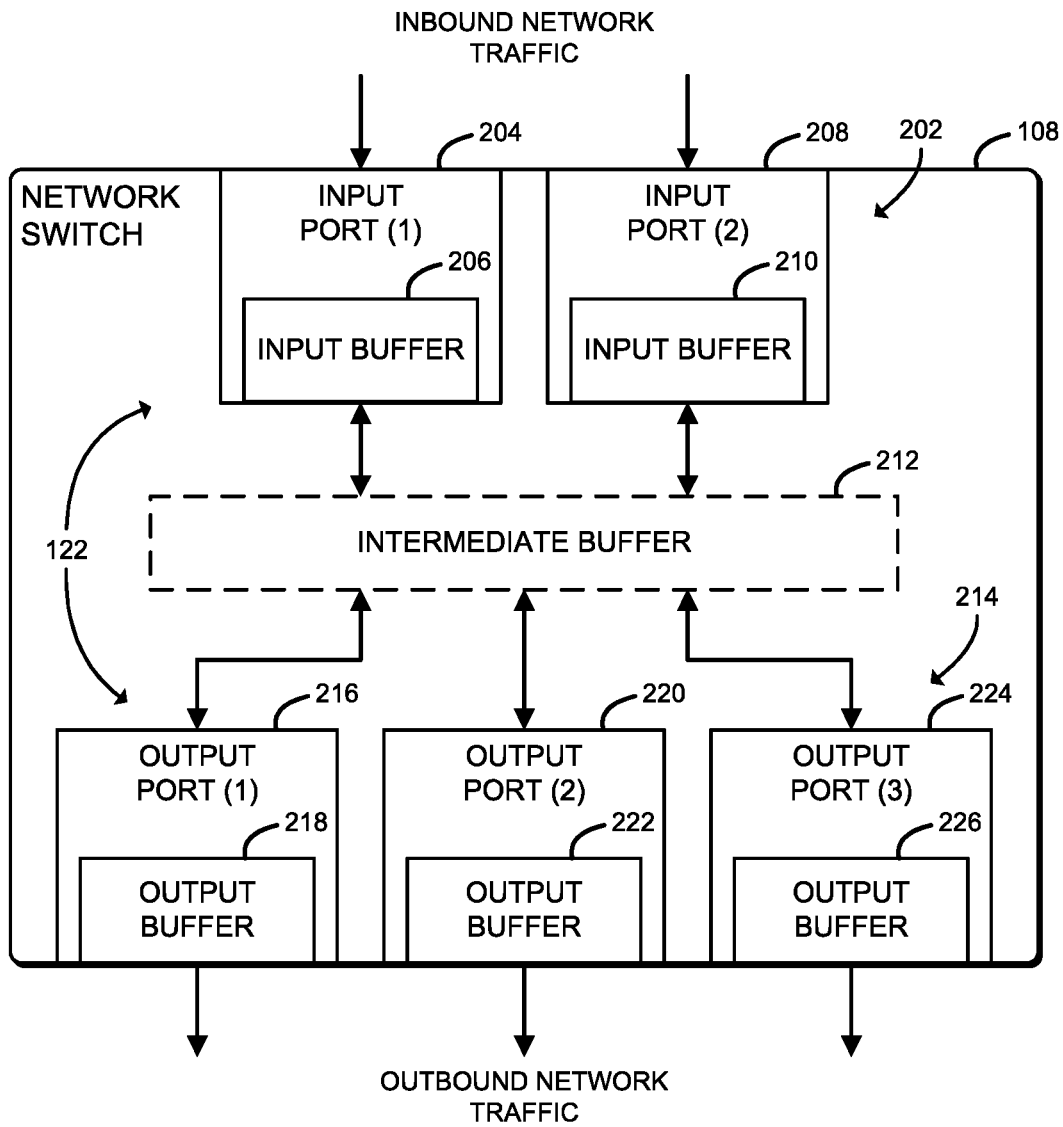 INBOUND NETWORK
TRAFFIC
204
208
202
108
NETWORK
SWITCH
INPUT
PORT (1)
INPUT
PORT (2)
206
210
INPUT BUFFER
INPUT BUFFER
212
INTERMEDIATE BUFFER
122
214
216
220
224
OUTPUT
PORT (1)
OUTPUT
PORT (2)
OUTPUT
PORT (3)
218
222
226
OUTPUT
BUFFER
OUTPUT
BUFFER
OUTPUT
BUFFER
OUTBOUND NETWORK
TRAFFIC